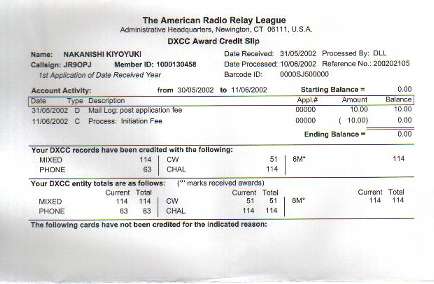 The American Radio Relay League
Administrative Headquarters, Newington, CT 06111, U.S.A.
DXCC Award Credit Slip
Name: NAKANISHI KIYOYUKI Date Received: 31/05/2002 Processed By: DLL
Callsign: JR9OPJ Member ID: 1000130458 Date Processed: 10/06/2002 Reference No.: 200202105
1st Application of Date Received Year Barcode ID: 00005J500000
Account Activity: from 30/05/2002 to 11/06/2002 Starting Balance = 0.00
Date Type Description Appl.# Amount Balance
31/05/2002 D Mail Log: post application fee 00000 10.00 10.00
11/06/2002 C Process: Initiation Fee 00000 ( 10.00) 0.00
Ending Balance = 0.00
Your DXCC records have been credited with the following:
MIXED 114 CW 51 6M* 114
PHONE 63 CHAL
Your DXCC entity totals are as follows: ("*" marks received awards)
Current Total Current Total Current Total
MIXED 114 114 CW 51 51 6M* 114 114
PHONE 63 63 CHAL 114 114
The following cards have not been credited for the indicated reason: